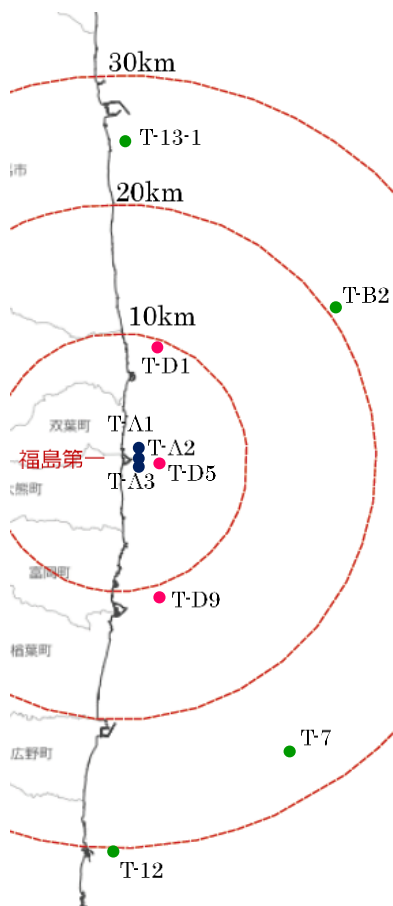 30km
T-13-1
市
20km
T-B2
10km
T-D1
双葉町
T-A1
T-A2
福島第一
T-D5
T-A3
大熊町
富岡町
T-D9
楢葉町
T-7
広野町
T-12